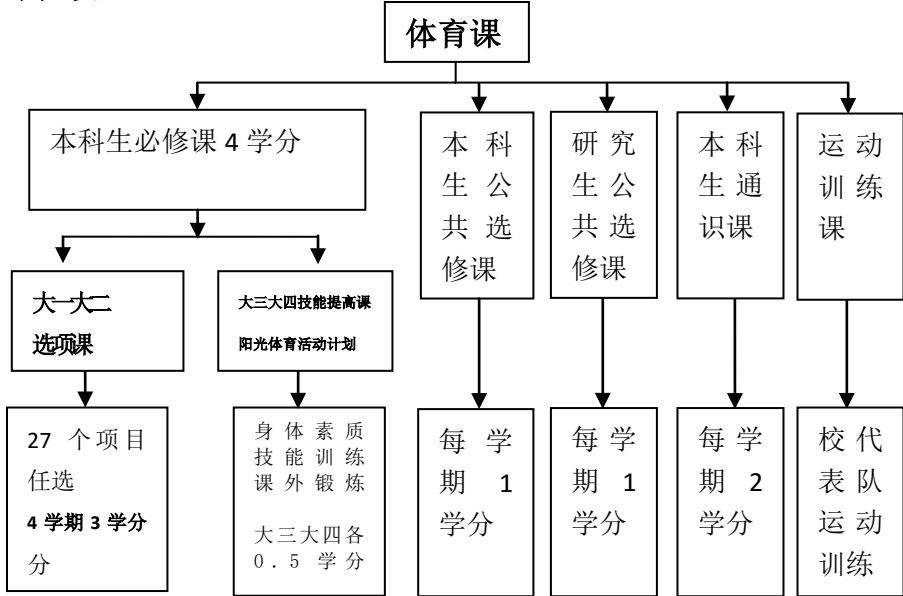 体育课
本科生必修课 4 学分
本科
生公
共选
修课
研究
生公
共选
修课
本科
生通
识课
运动
训练
课
大一大二
选项课
大三大四技能提高课
阳光体育活动计划
27 个项目
任选
4 学期 3 学分
分
身体素质
技能训练
课外锻炼
大三大四各
0.5 学分
每学
期 1
学分
每学
期 1
学分
每学
期 2
学分
校代
表队
运动
训练